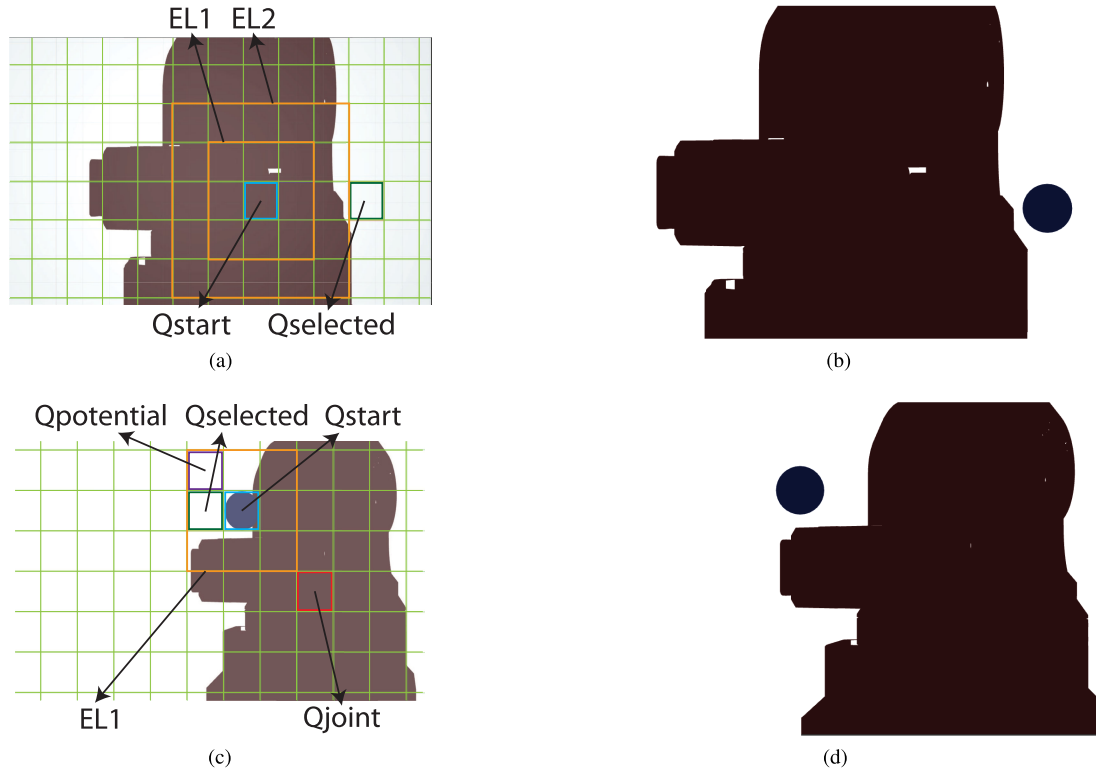 EL1 EL2
Qstart Qselected
(a)
(b)
Qpotential Qselected Qstart
EL1
Qjoint
(c)
(d)